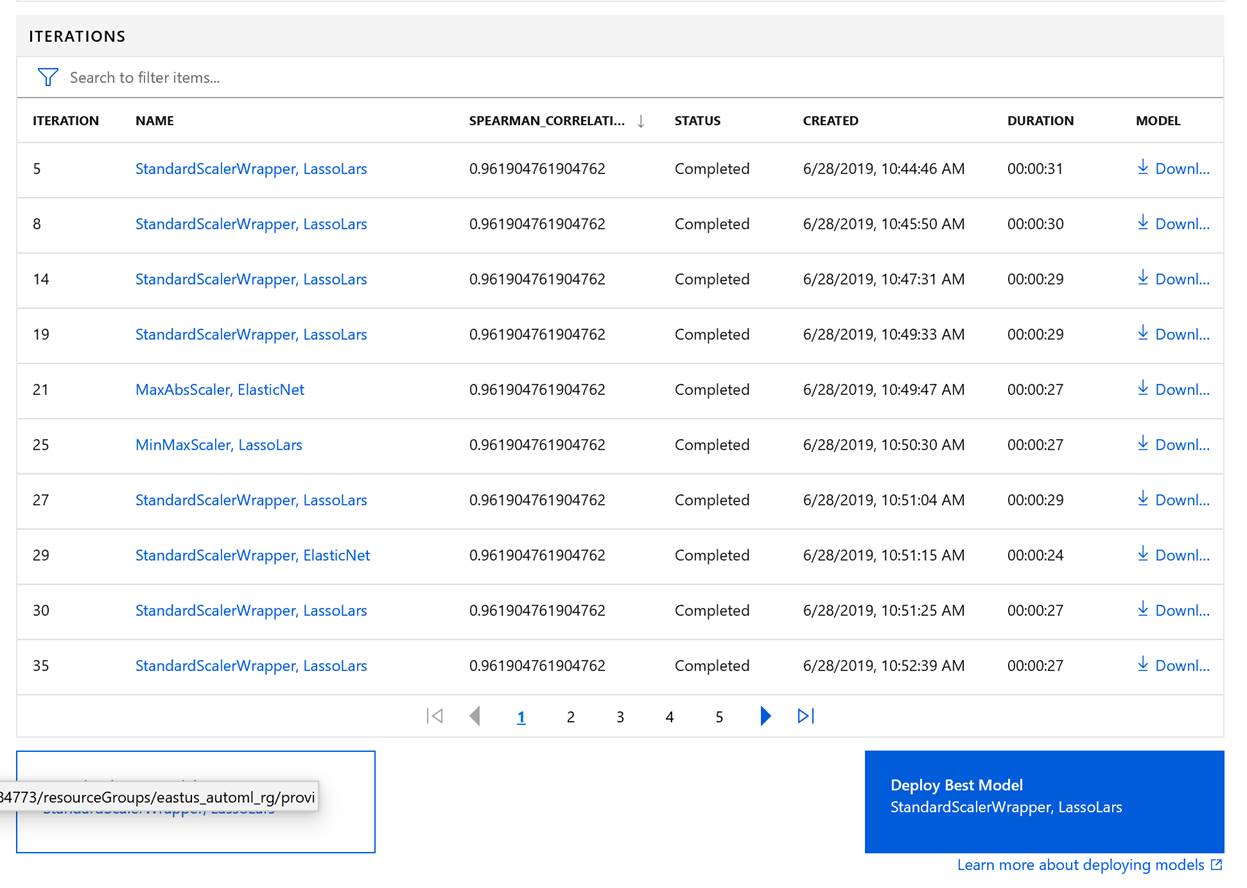 ITERATIONS
Search to filter items...
ITERATION NAME SPEARMAN_CORRELATI... ↓ STATUS CREATED DURATION MODEL
5 StandardScalerWrapper, LassoLars 0.961904761904762 Completed 6/28/2019, 10:44:46 AM 00:00:31 Downl...
8 StandardScalerWrapper, LassoLars 0.961904761904762 Completed 6/28/2019, 10:45:50 AM 00:00:30 Downl...
14 StandardScalerWrapper, LassoLars 0.961904761904762 Completed 6/28/2019, 10:47:31 AM 00:00:29 Downl...
19 StandardScalerWrapper, LassoLars 0.961904761904762 Completed 6/28/2019, 10:49:33 AM 00:00:29 Downl...
21 MaxAbsScaler, ElasticNet 0.961904761904762 Completed 6/28/2019, 10:49:47 AM 00:00:27 Downl...
25 MinMaxScaler, LassoLars 0.961904761904762 Completed 6/28/2019, 10:50:30 AM 00:00:27 Downl...
27 StandardScalerWrapper, LassoLars 0.961904761904762 Completed 6/28/2019, 10:51:04 AM 00:00:29 Downl...
29 StandardScalerWrapper, ElasticNet 0.961904761904762 Completed 6/28/2019, 10:51:15 AM 00:00:24 Downl...
30 StandardScalerWrapper, LassoLars 0.961904761904762 Completed 6/28/2019, 10:51:25 AM 00:00:27 Downl...
35 StandardScalerWrapper, LassoLars 0.961904761904762 Completed 6/28/2019, 10:52:39 AM 00:00:27 Downl...
1 2 3 4 5
34773/resourceGroups/eastus_automl_rg/provi
StandardScalerWrapper, LassoLars
Deploy Best Model
StandardScalerWrapper, LassoLars
Learn more about deploying models